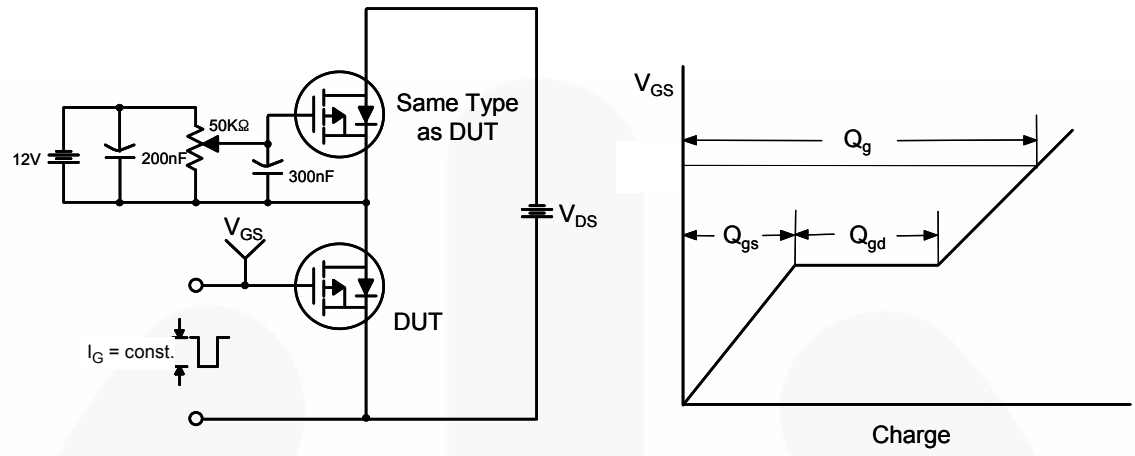 12V
200nF
50KΩ
300nF
Same Type
as DUT
V_DS
V_GS
DUT
I_G = const.
V_GS
Q_g
Q_gs
Q_gd
Charge